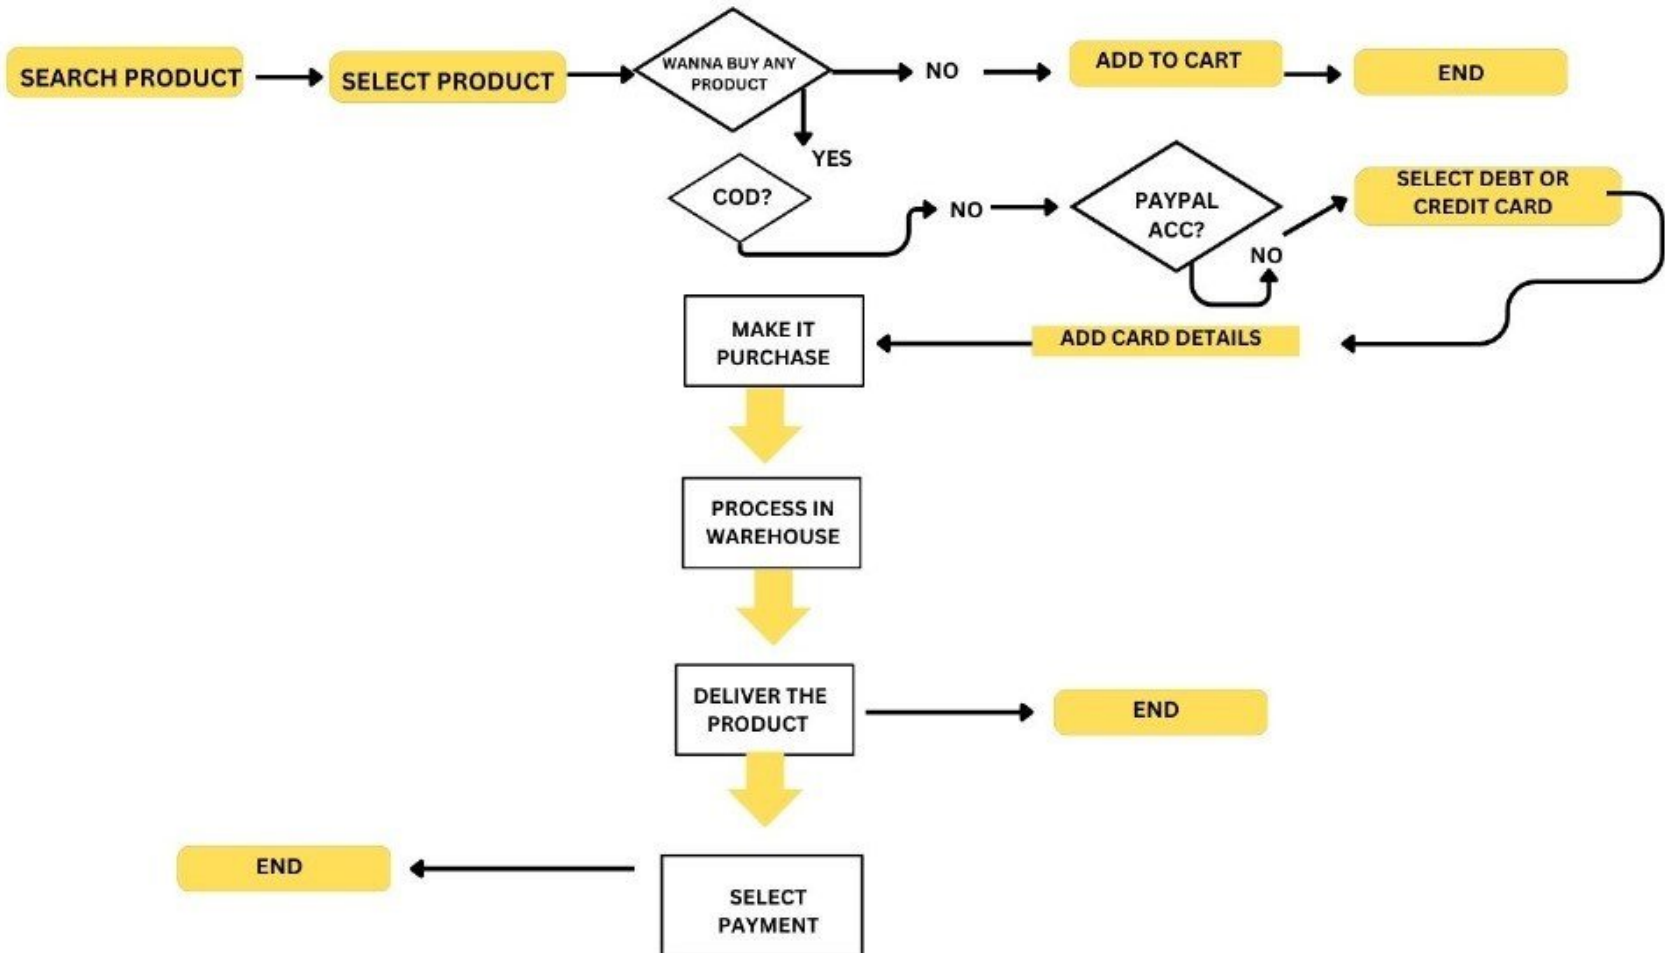 SEARCH PRODUCT
SELECT PRODUCT
WANNA BUY ANY
PRODUCT
NO
ADD TO CART
END
YES
COD?
NO
PAYPAL
ACC?
NO
SELECT DEBT OR
CREDIT CARD
MAKE IT
PURCHASE
ADD CARD DETAILS
PROCESS IN
WAREHOUSE
DELIVER THE
PRODUCT
END
END
SELECT
PAYMENT